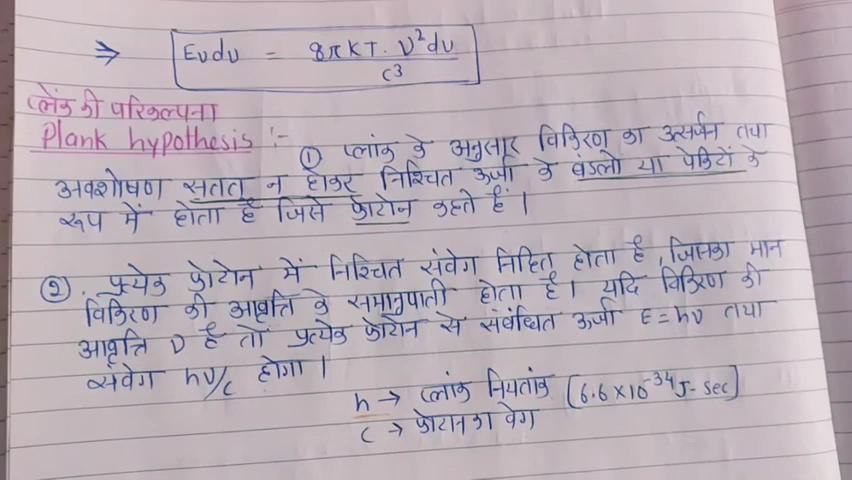 ⇒ Eνdν = 8πKT. ν²dν / c³
प्लेंक की परिकल्पना
Plank hypothesis :-
① प्लांक के अनुसार विकिरण का उत्सर्जन तथा
अवशोषण सतत् न होकर निश्चित ऊर्जा के बंडलो या पेकिटों के
रूप में होता है जिसे फ़ोटोन कहते हैं।
② . प्रत्येक फ़ोटोन में निश्चित संवेग निहित होता है, जिसका मान
विकिरण की आवृत्ति के समानुपाती होता है। यदि विकिरण की
आवृत्ति ν है तो प्रत्येक फ़ोटोन से संबंधित ऊर्जा E=hν तथा
संवेग hν/c होगा।
h → प्लांक नियतांक (6.6×10⁻³⁴J-Sec)
c → फ़ोटान का वेग